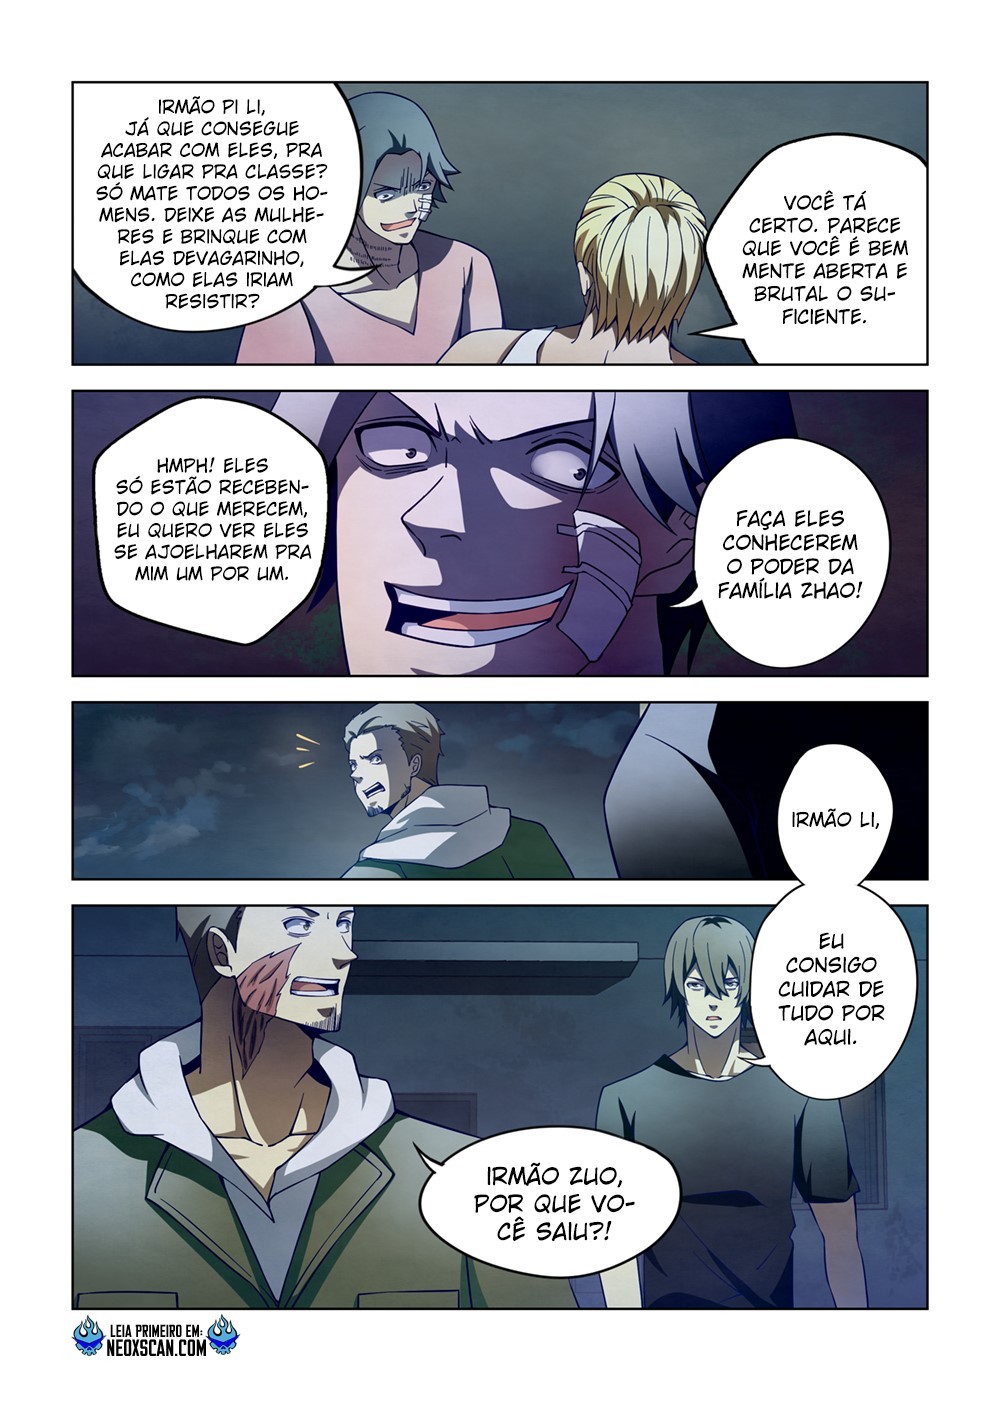 IRMÃO PI LI,
JÁ QUE CONSEGUE
ACABAR COM ELES, PRA
QUE LIGAR PRA CLASSE?
SÓ MATE TODOS OS HO-
MENS. DEIXE AS MULHE-
RES E BRINQUE COM
ELAS DEVAGARINHO,
COMO ELAS IRIAM
RESISTIR?
VOCÊ TÁ
CERTO. PARECE
QUE VOCÊ É BEM
MENTE ABERTA E
BRUTAL O SU-
FICIENTE.
HMPH! ELES
SÓ ESTÃO RECEBEN-
DO O QUE MERECEM,
EU QUERO VER ELES
SE AJOELHAREM PRA
MIM UM POR UM.
FAÇA ELES
CONHECEREM
O PODER DA
FAMÍLIA ZHAO!
IRMÃO LI,
EU
CONSIGO
CUIDAR DE
TUDO POR
AQUI.
IRMÃO ZUO,
POR QUE VO-
CÊ SAIU?!
LEIA PRIMEIRO EM:
NEOXSCAN.COM